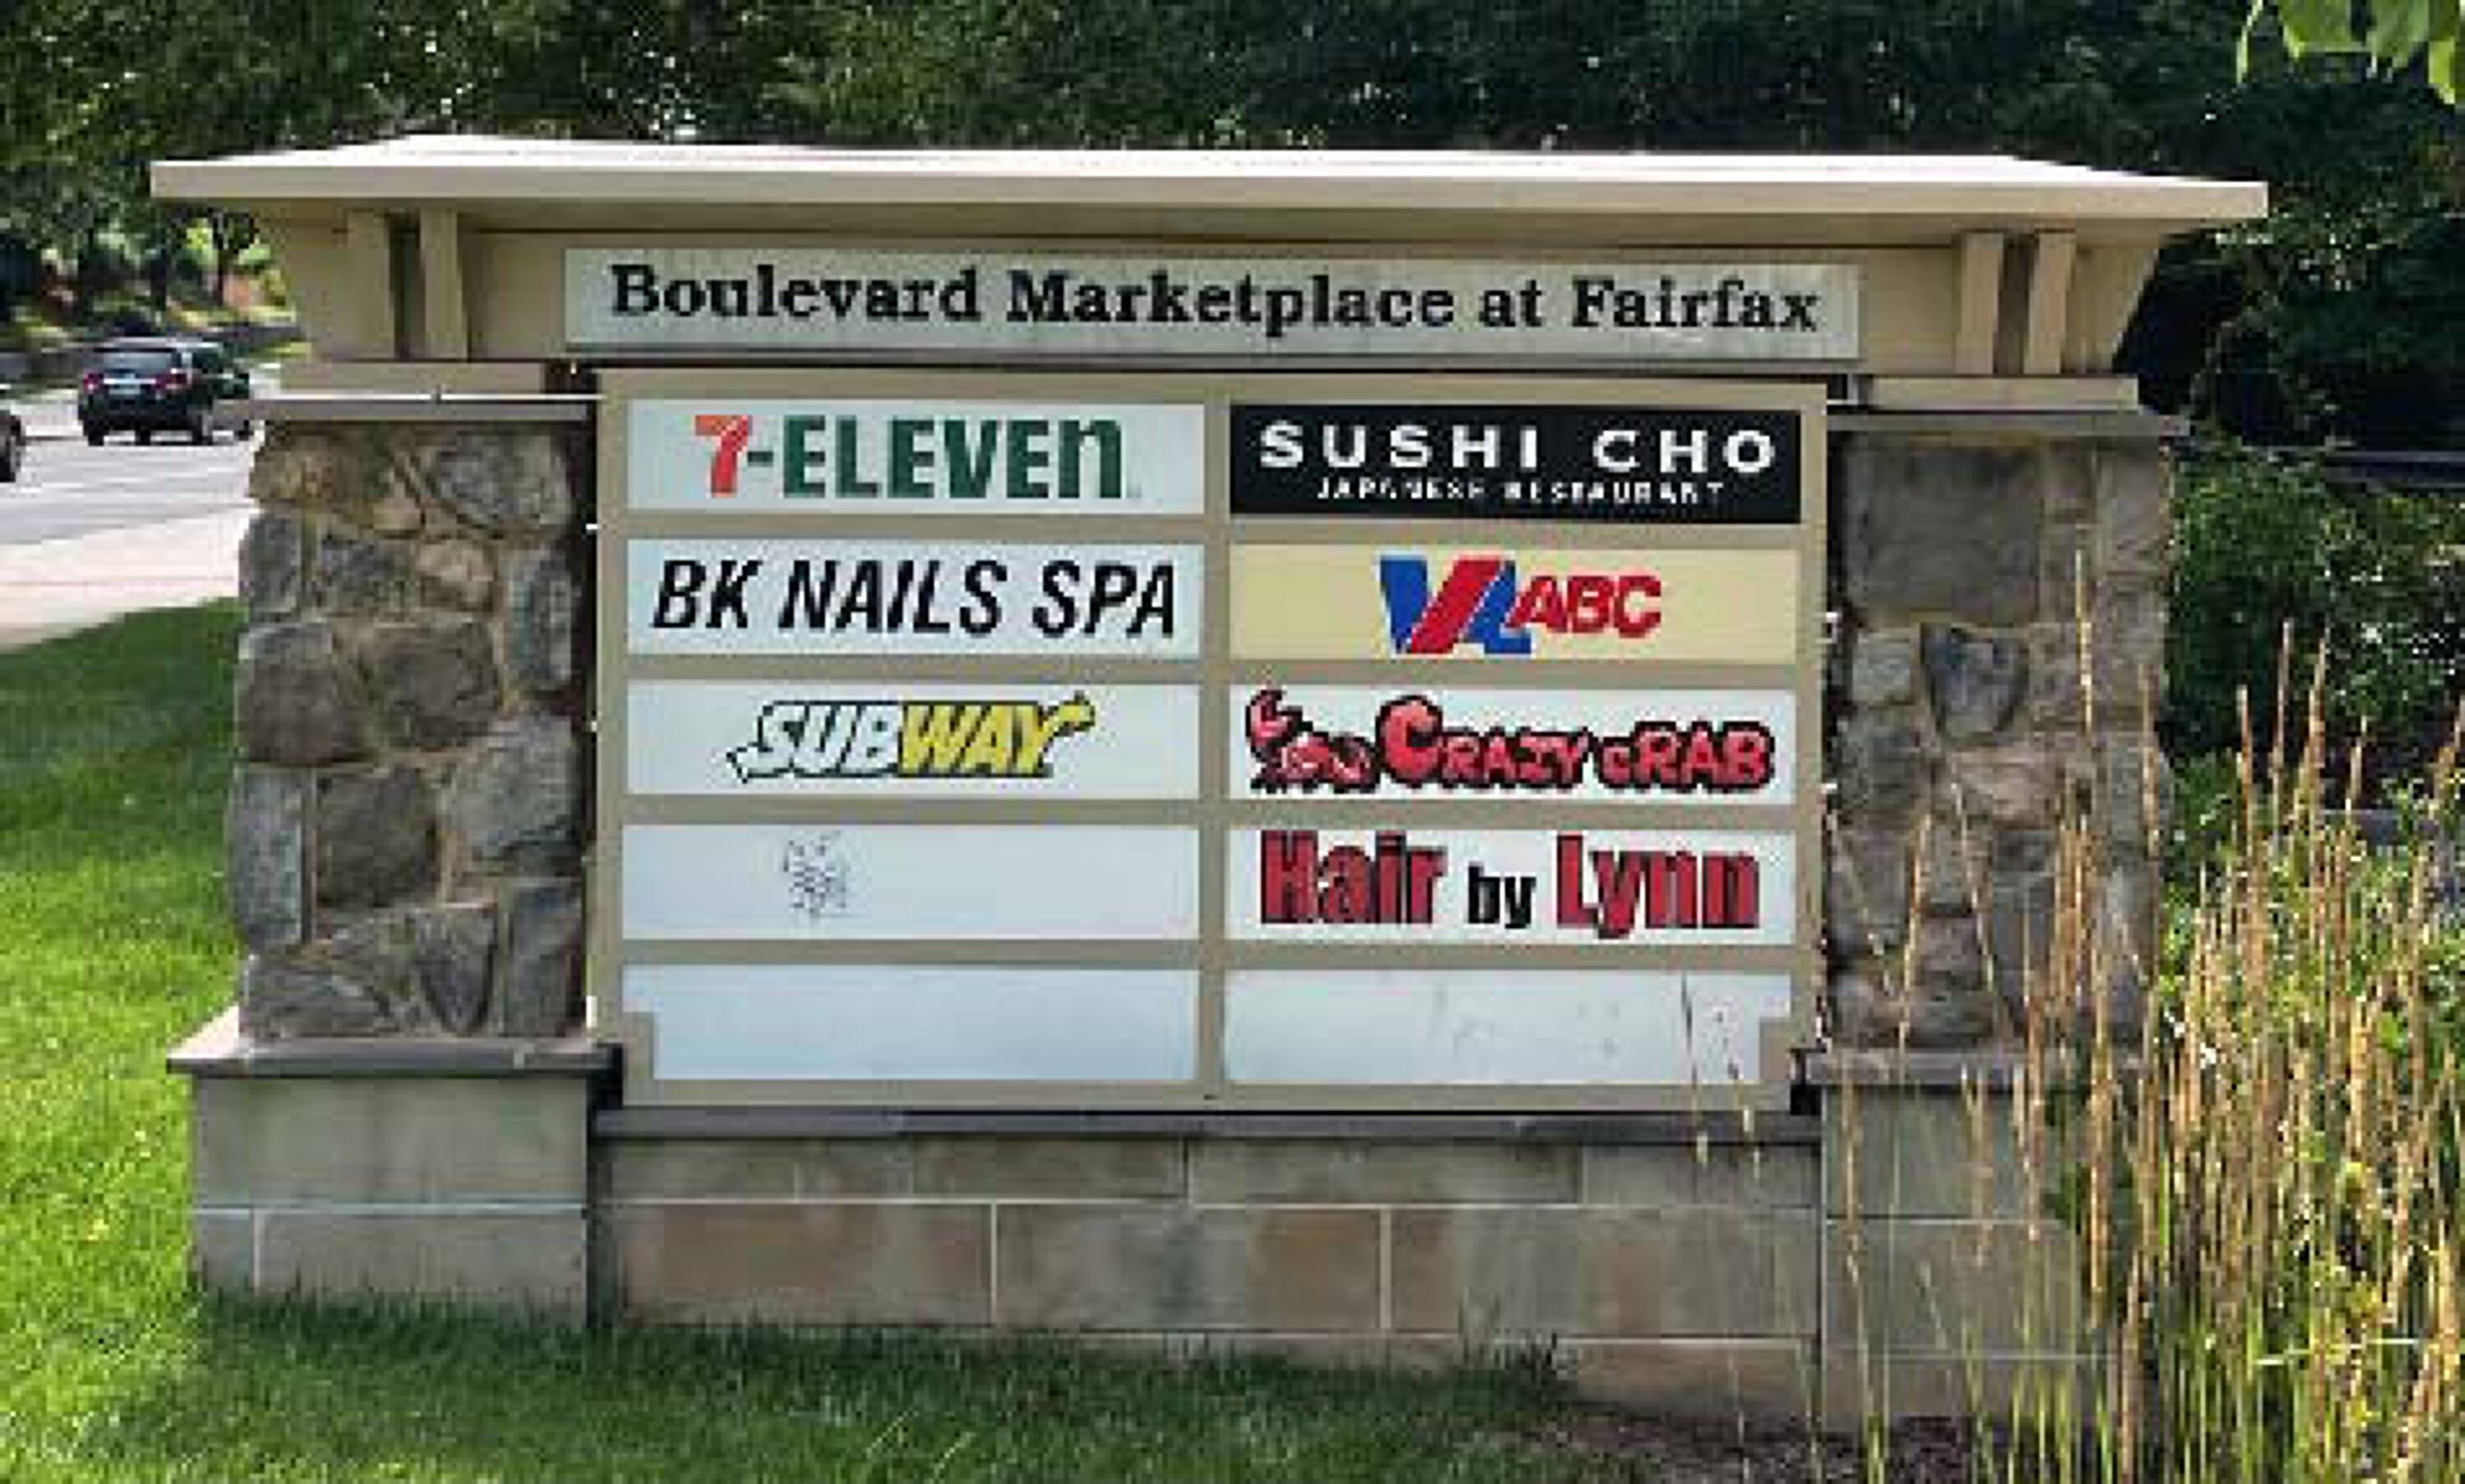 Boulevard Marketplace at Fairfax
7-ELEVEn
SUSHI CHO
JAPANESE RESTAURANT
BK NAILS SPA
VA ABC
SUBWAY
CRAZY cRAB
Hair by Lynn